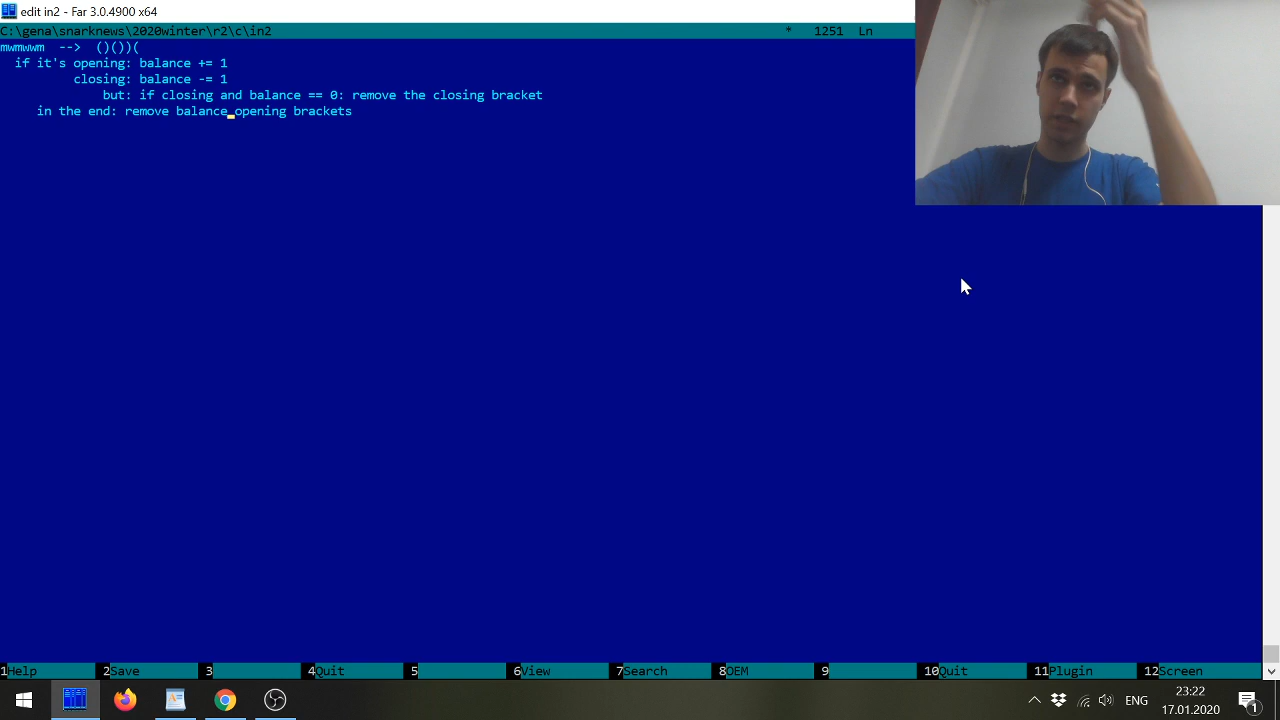 edit in2 - Far 3.0.4900 x64
C:\gena\snarknews\2020winter\r2\c\in2 * 1251 Ln
mwmwwm --> ()())(
if it's opening: balance += 1
closing: balance -= 1
but: if closing and balance == 0: remove the closing bracket
in the end: remove balance opening brackets
1Help 2Save 3 4Quit 5 6View 7Search 8OEM 9 10Quit 11Plugin 12Screen
ENG
23:22
17.01.2020
1